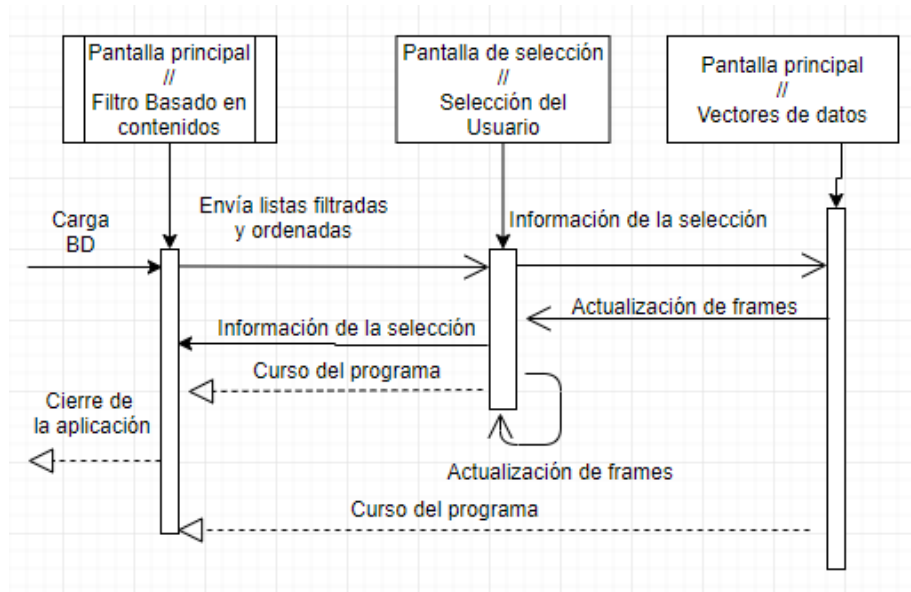 Pantalla principal
//
Filtro Basado en
contenidos
Pantalla de selección
//
Selección del
Usuario
Pantalla principal
//
Vectores de datos
Carga
BD
Envía listas filtradas
y ordenadas
Información de la selección
Actualización de frames
Información de la selección
Curso del programa
Cierre de
la aplicación
Actualización de frames
Curso del programa